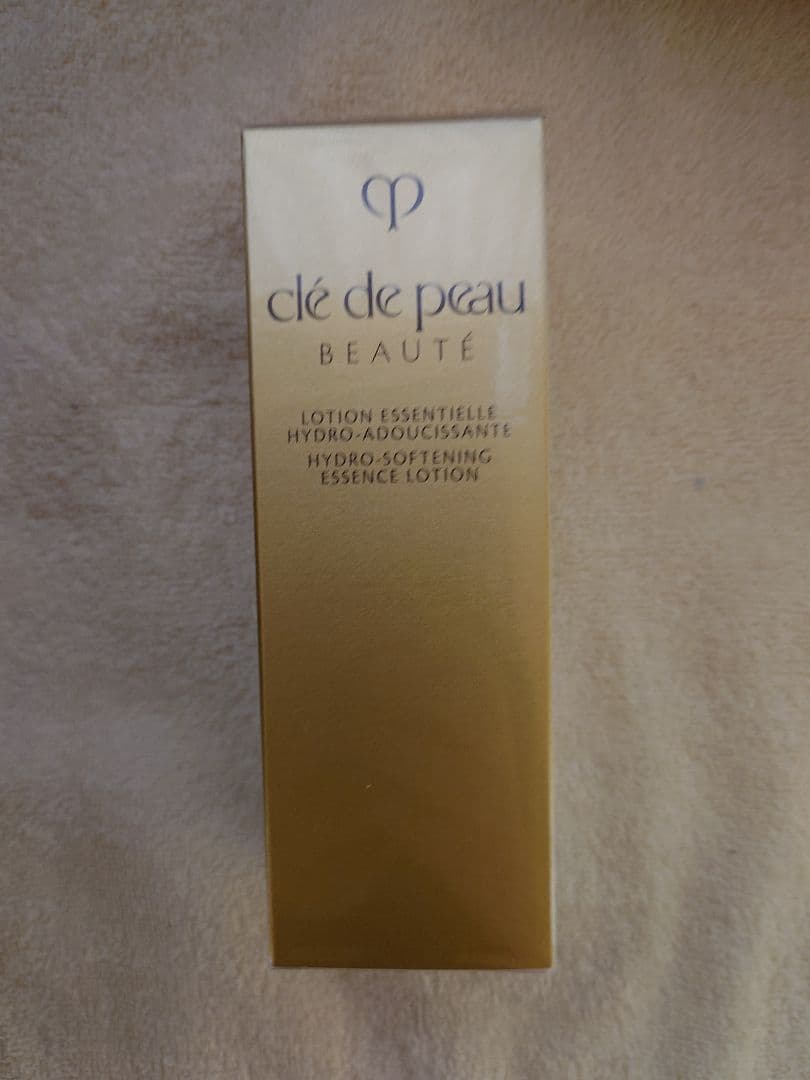 clé de peau
BEAUTÉ
LOTION ESSENTIELLE
HYDRO-ADOUCISSANTE
HYDRO-SOFTENING
ESSENCE LOTION